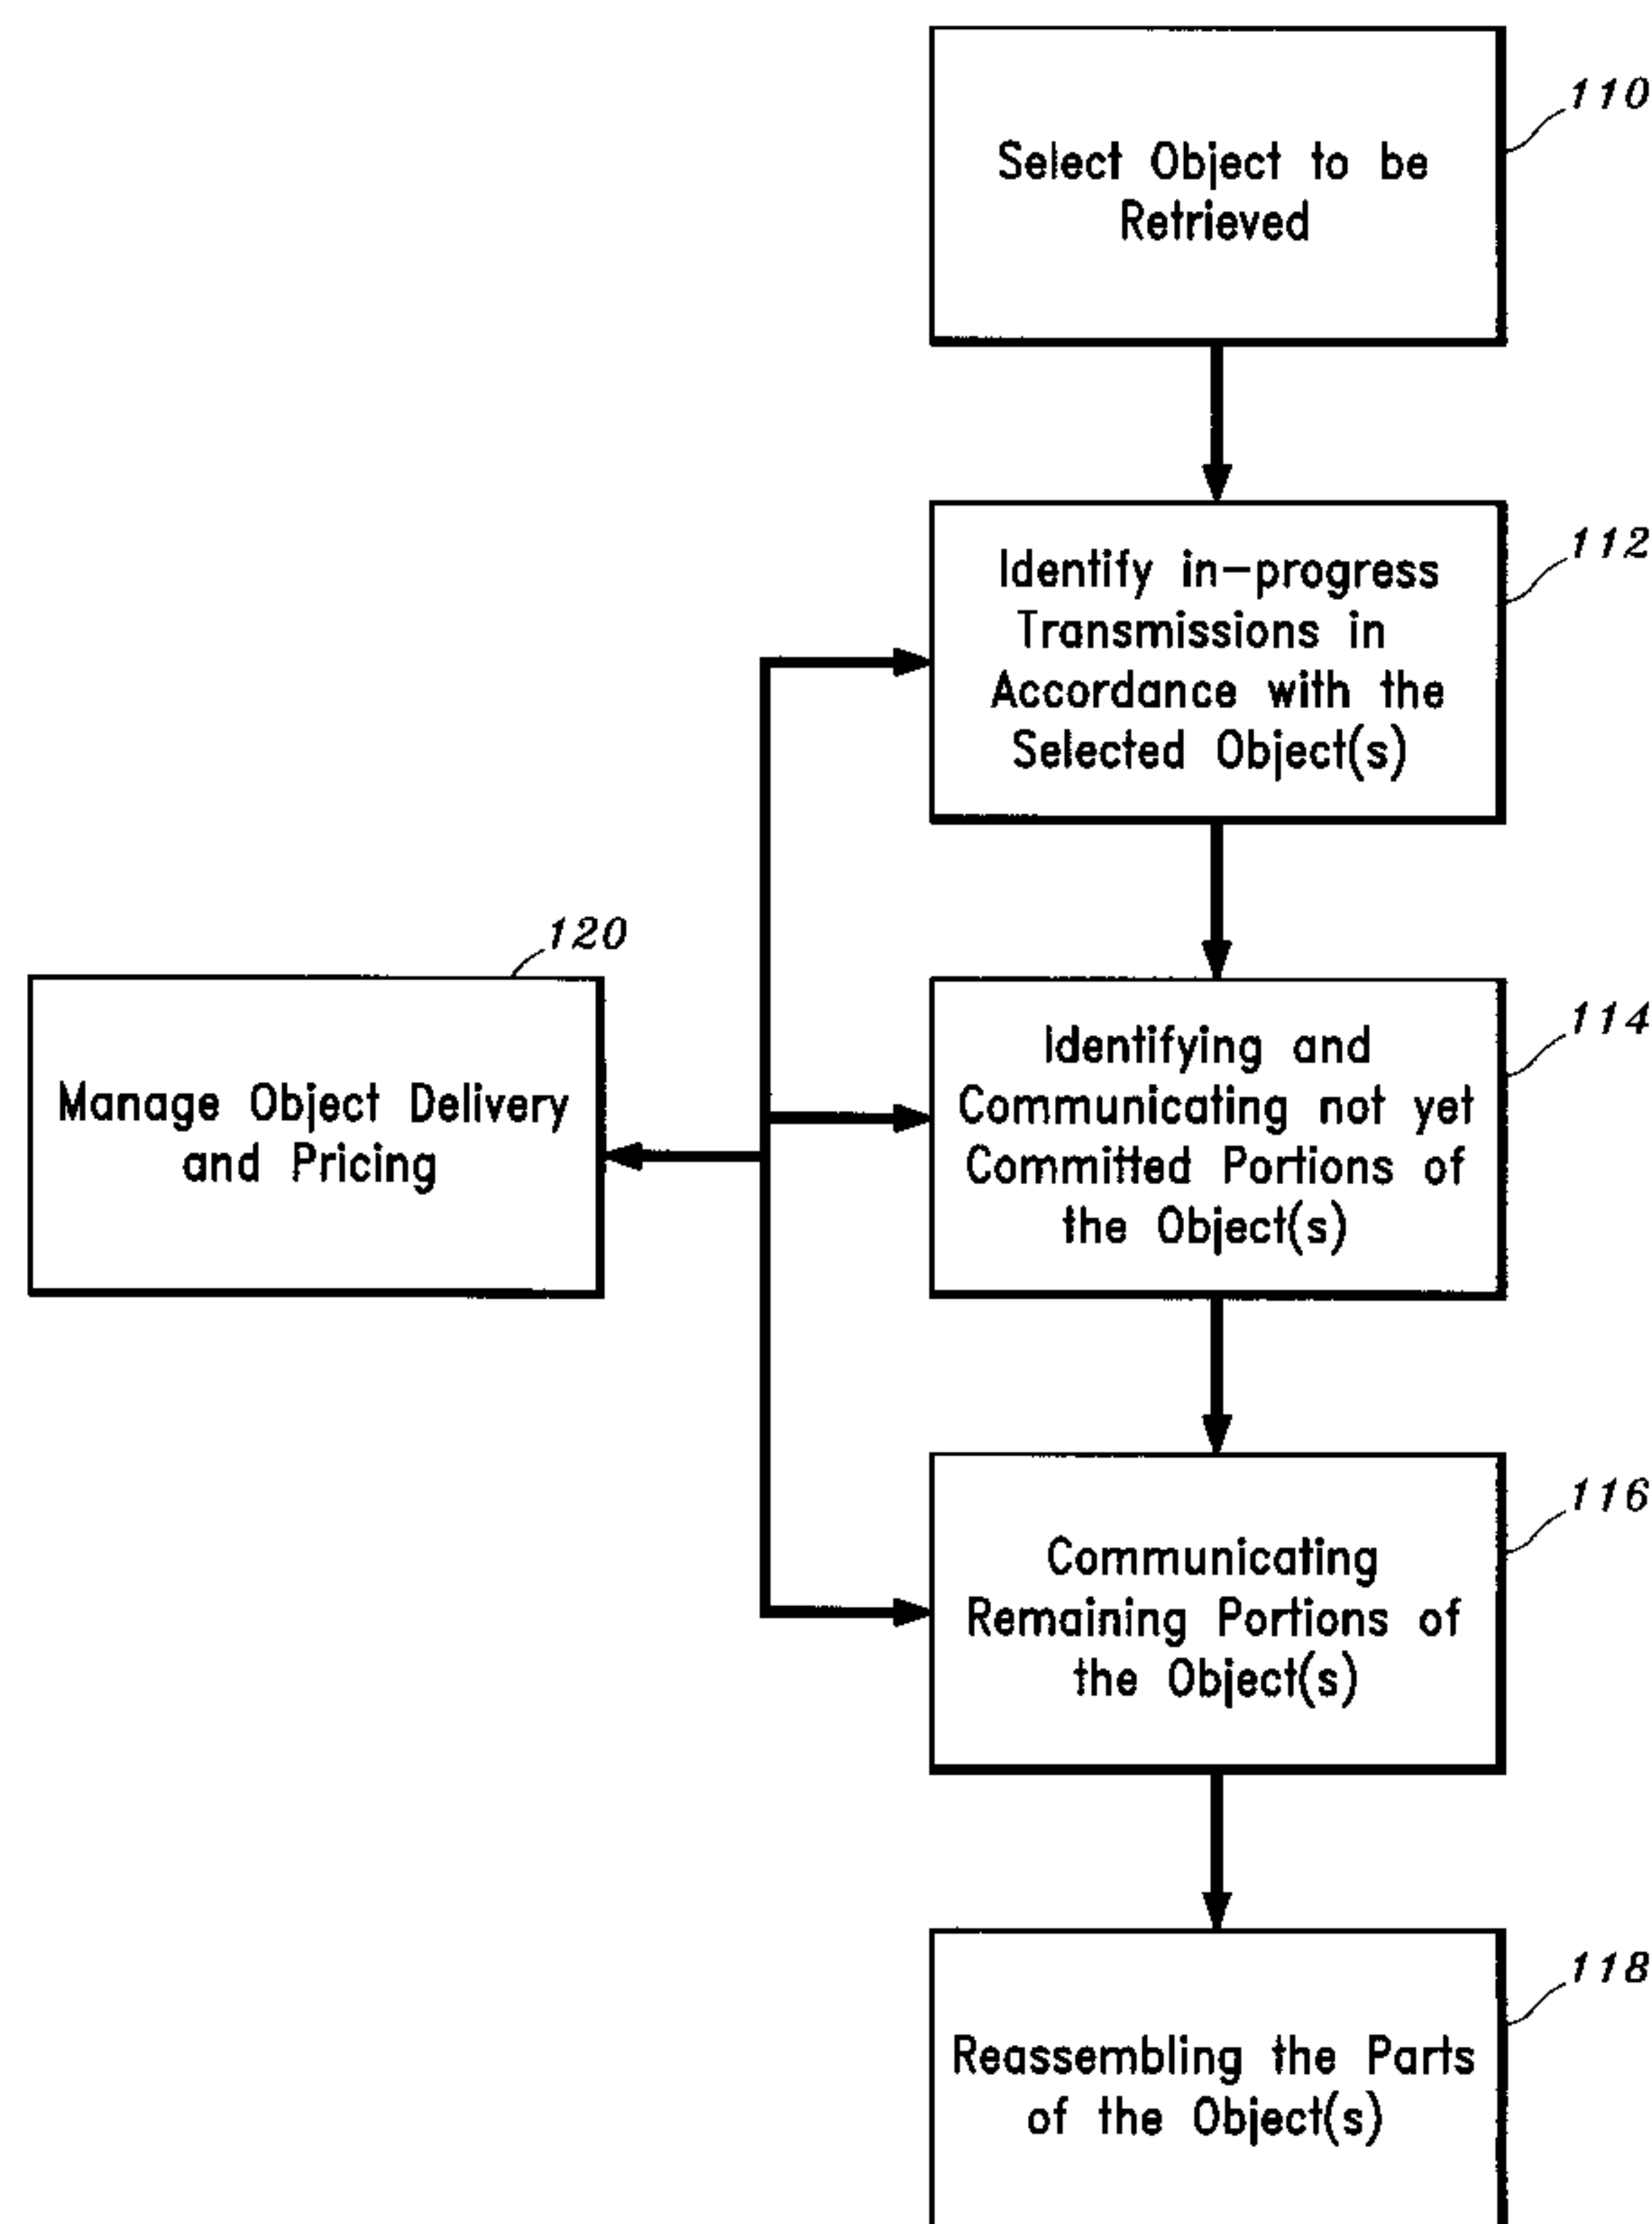 110
Select Object to be
Retrieved
112
Identify in-progress
Transmissions in
Accordance with the
Selected Object(s)
120
Manage Object Delivery
and Pricing
114
Identifying and
Communicating not yet
Committed Portions of
the Object(s)
116
Communicating
Remaining Portions of
the Object(s)
118
Reassembling the Parts
of the Object(s)